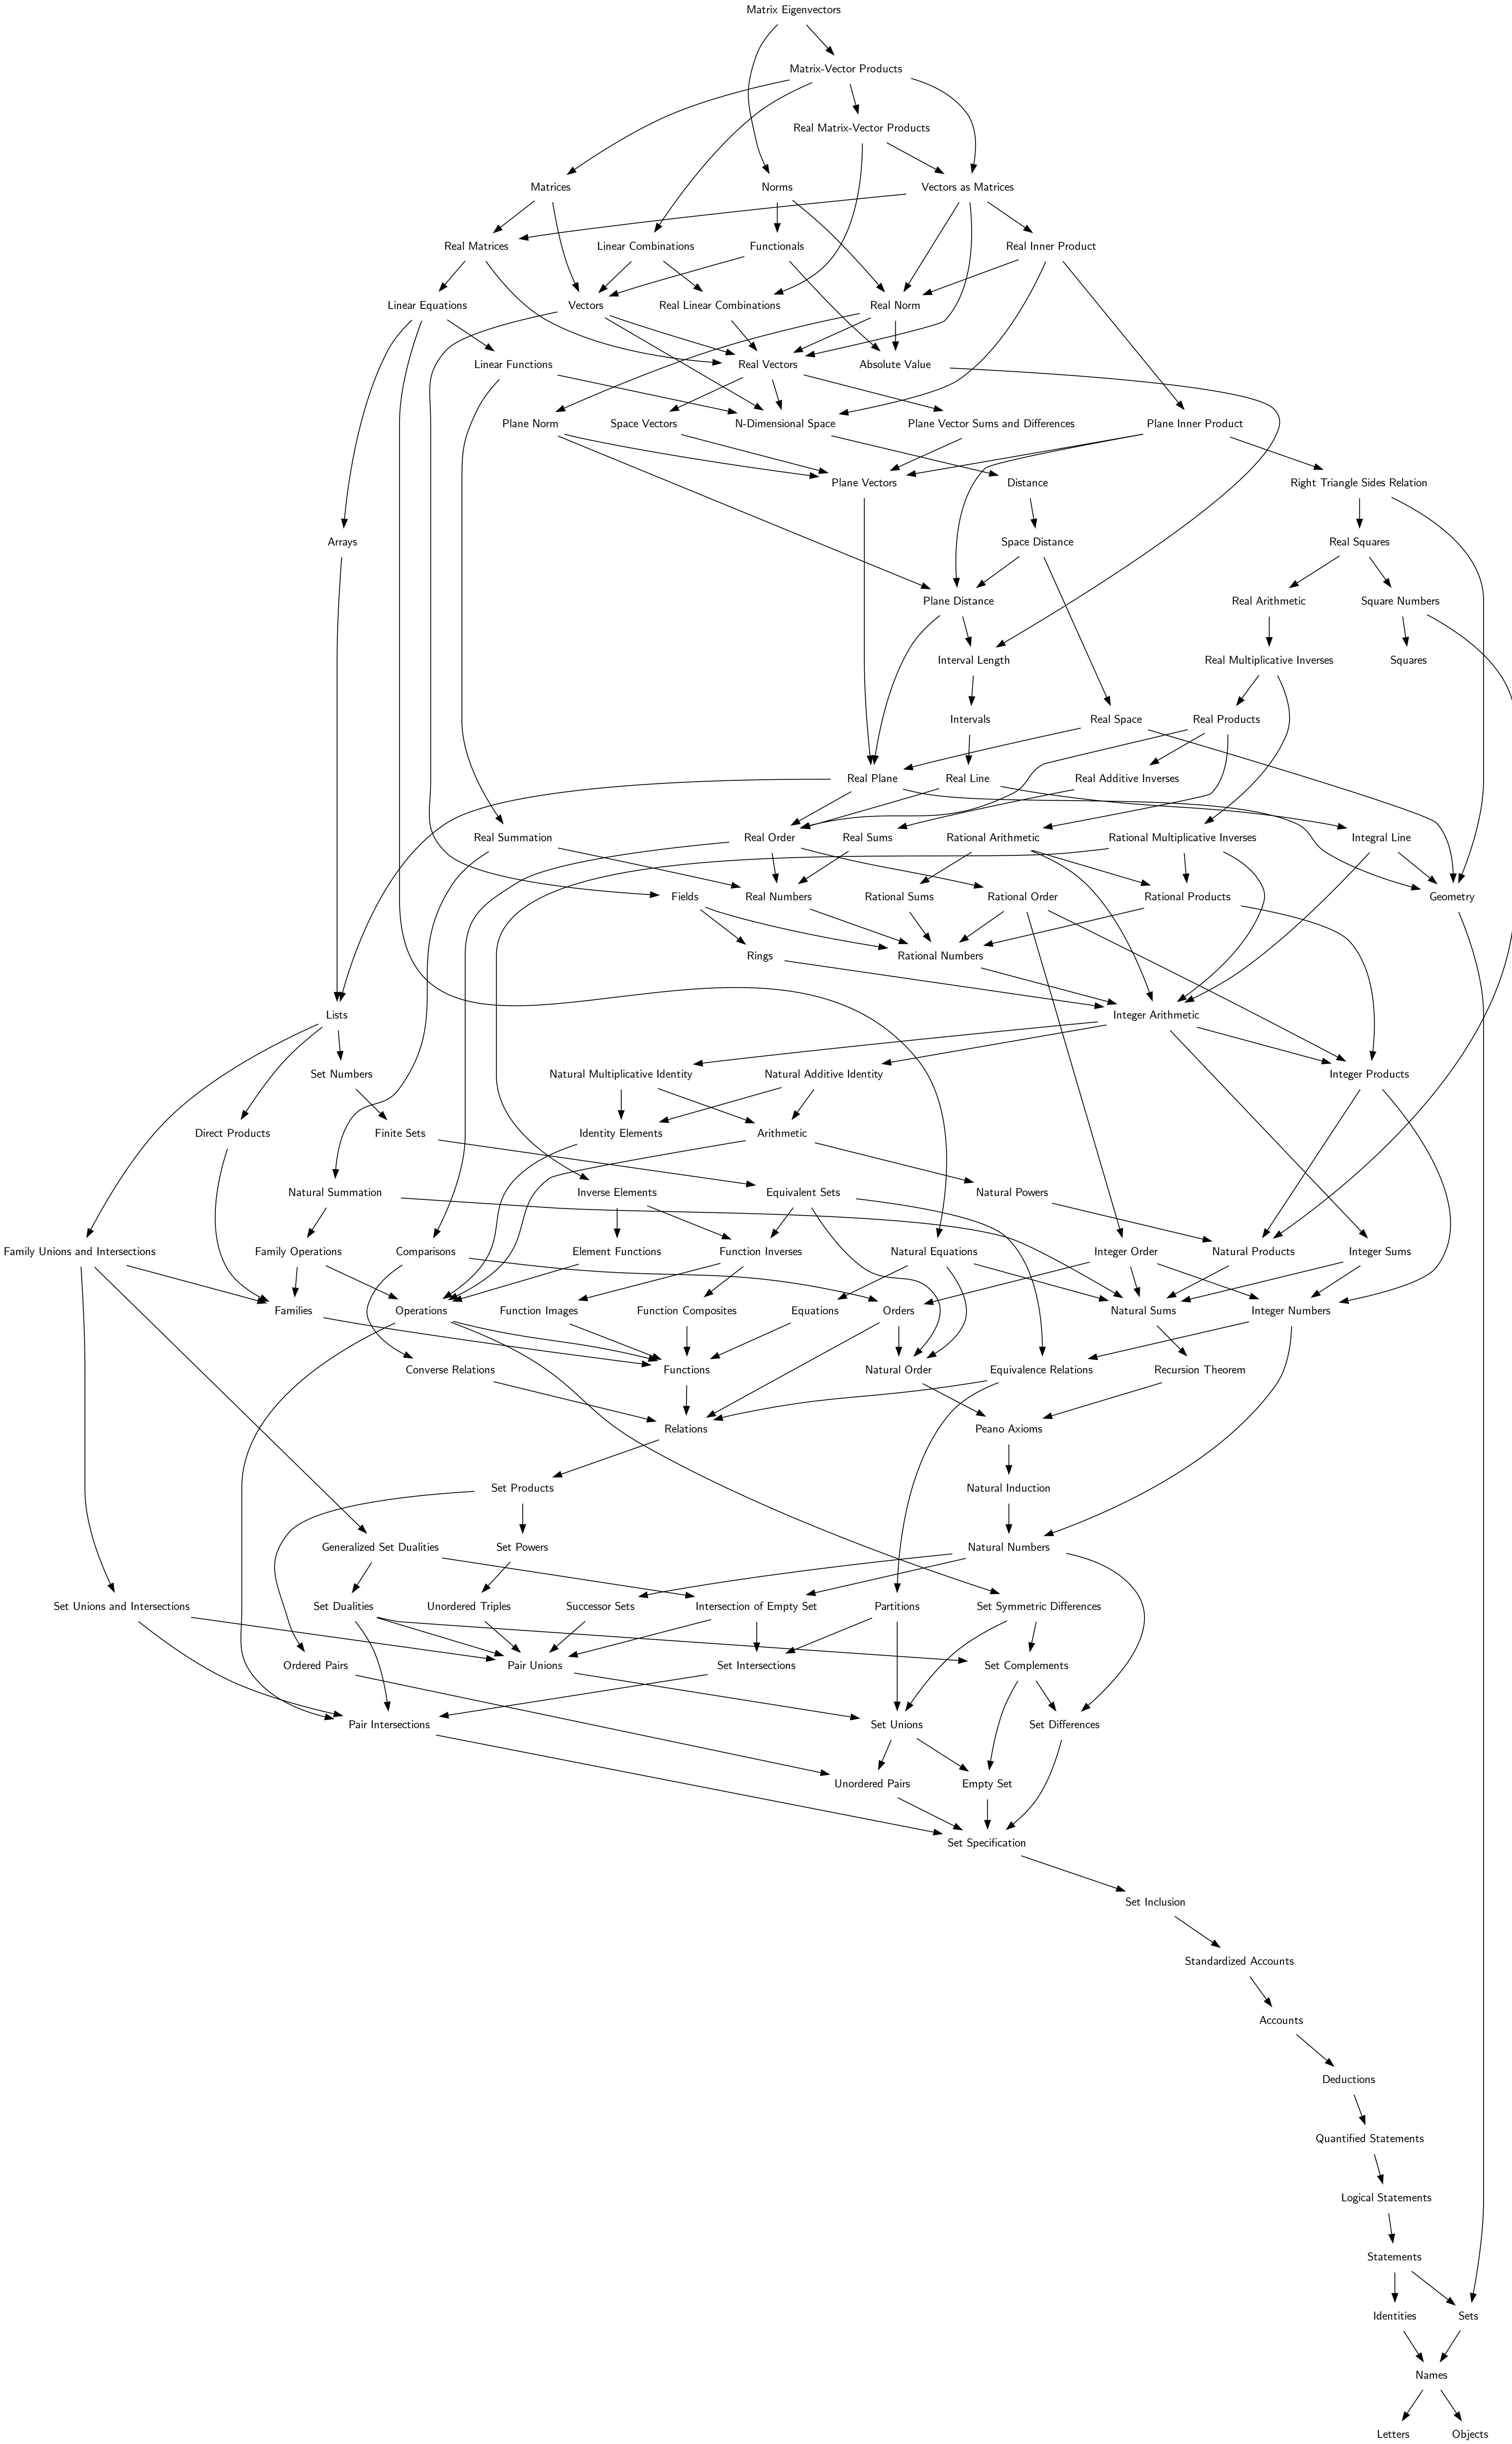 Matrix Eigenvectors
Matrix-Vector Products
Real Matrix-Vector Products
Matrices
Norms
Vectors as Matrices
Real Matrices
Linear Combinations
Functionals
Real Inner Product
Linear Equations
Vectors
Real Linear Combinations
Real Norm
Linear Functions
Real Vectors
Absolute Value
Plane Norm
Space Vectors
N-Dimensional Space
Plane Vector Sums and Differences
Plane Inner Product
Plane Vectors
Distance
Right Triangle Sides Relation
Arrays
Space Distance
Real Squares
Plane Distance
Real Arithmetic
Square Numbers
Interval Length
Real Multiplicative Inverses
Squares
Intervals
Real Space
Real Products
Real Plane
Real Line
Real Additive Inverses
Real Summation
Real Order
Real Sums
Rational Arithmetic
Rational Multiplicative Inverses
Integral Line
Fields
Real Numbers
Rational Sums
Rational Order
Rational Products
Geometry
Rings
Rational Numbers
Lists
Integer Arithmetic
Set Numbers
Natural Multiplicative Identity
Natural Additive Identity
Integer Products
Direct Products
Finite Sets
Identity Elements
Arithmetic
Natural Summation
Inverse Elements
Equivalent Sets
Natural Powers
Family Unions and Intersections
Family Operations
Comparisons
Element Functions
Function Inverses
Natural Equations
Integer Order
Natural Products
Integer Sums
Families
Operations
Function Images
Function Composites
Equations
Orders
Natural Sums
Integer Numbers
Converse Relations
Functions
Natural Order
Equivalence Relations
Recursion Theorem
Relations
Peano Axioms
Set Products
Natural Induction
Generalized Set Dualities
Set Powers
Natural Numbers
Set Unions and Intersections
Set Dualities
Unordered Triples
Successor Sets
Intersection of Empty Set
Partitions
Set Symmetric Differences
Ordered Pairs
Pair Unions
Set Intersections
Set Complements
Pair Intersections
Set Unions
Set Differences
Unordered Pairs
Empty Set
Set Specification
Set Inclusion
Standardized Accounts
Accounts
Deductions
Quantified Statements
Logical Statements
Statements
Identities
Sets
Names
Letters
Objects